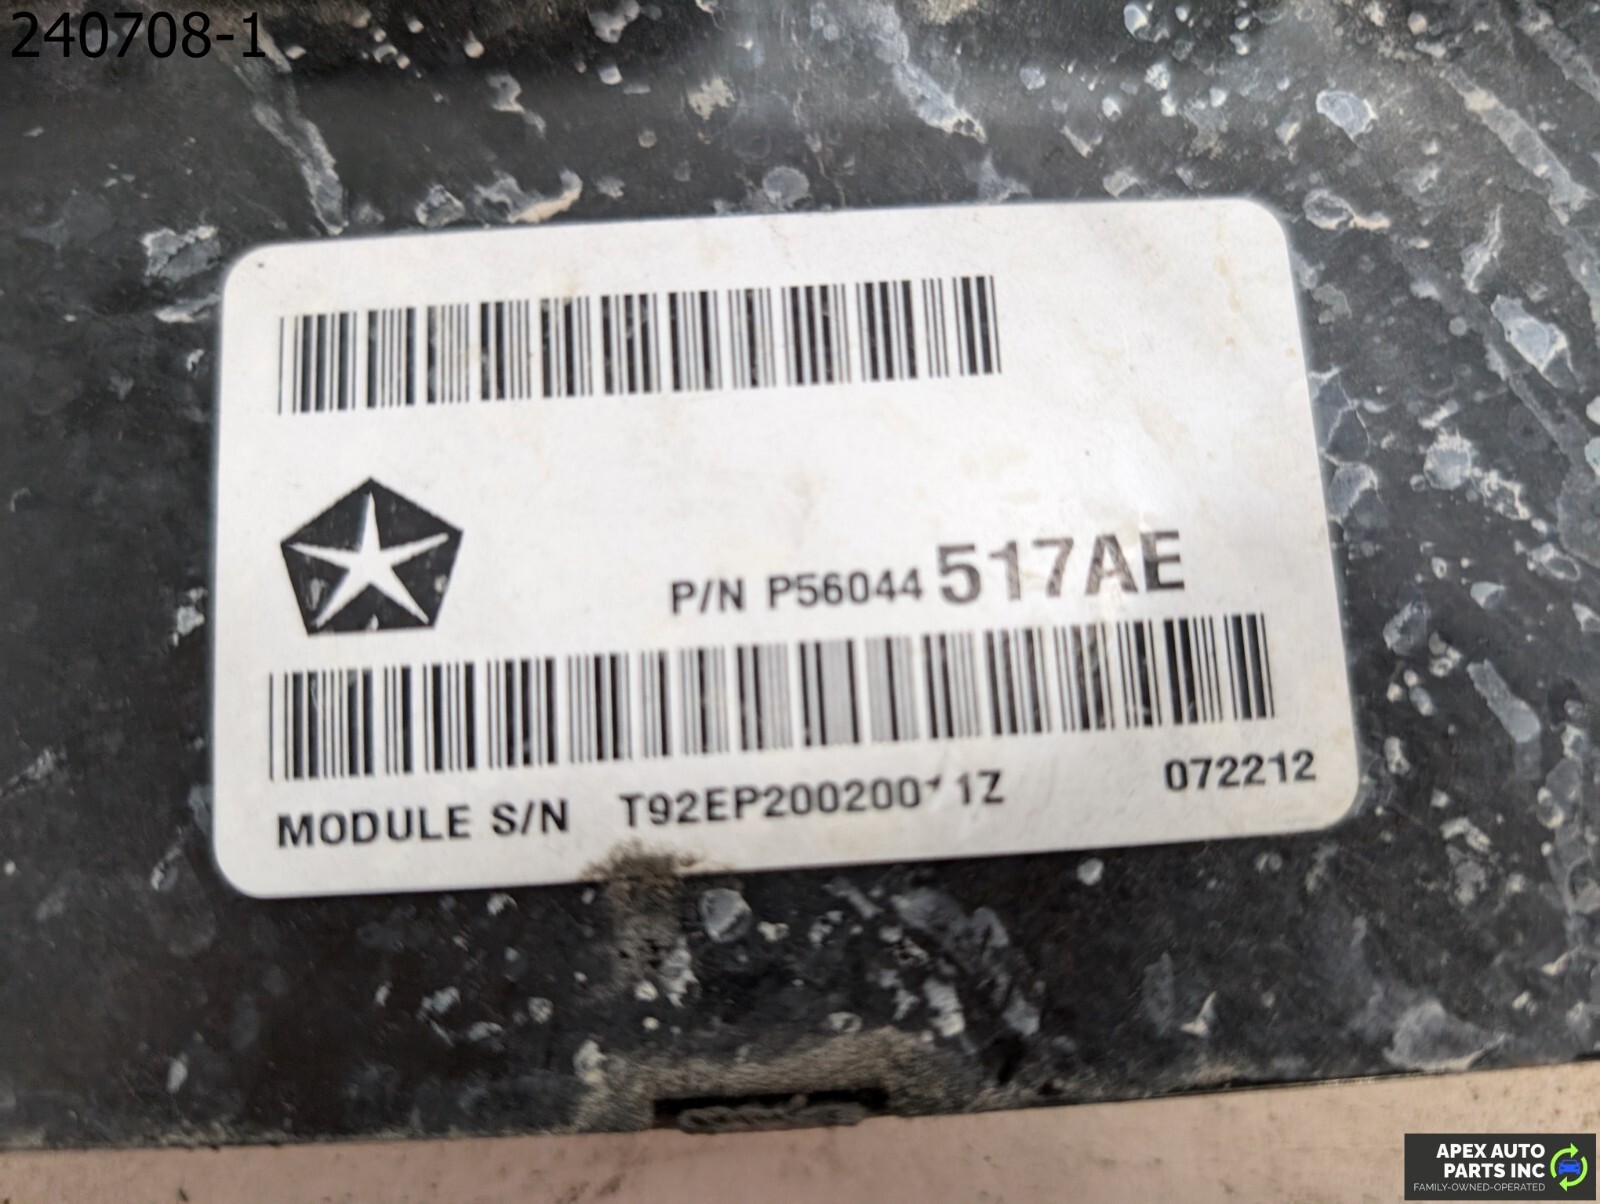 240708-1
P/N P56044 517AE
MODULE S/N
072212
APEX AUTO
PARTS INC
FAMILY-OWNED-OPERATED